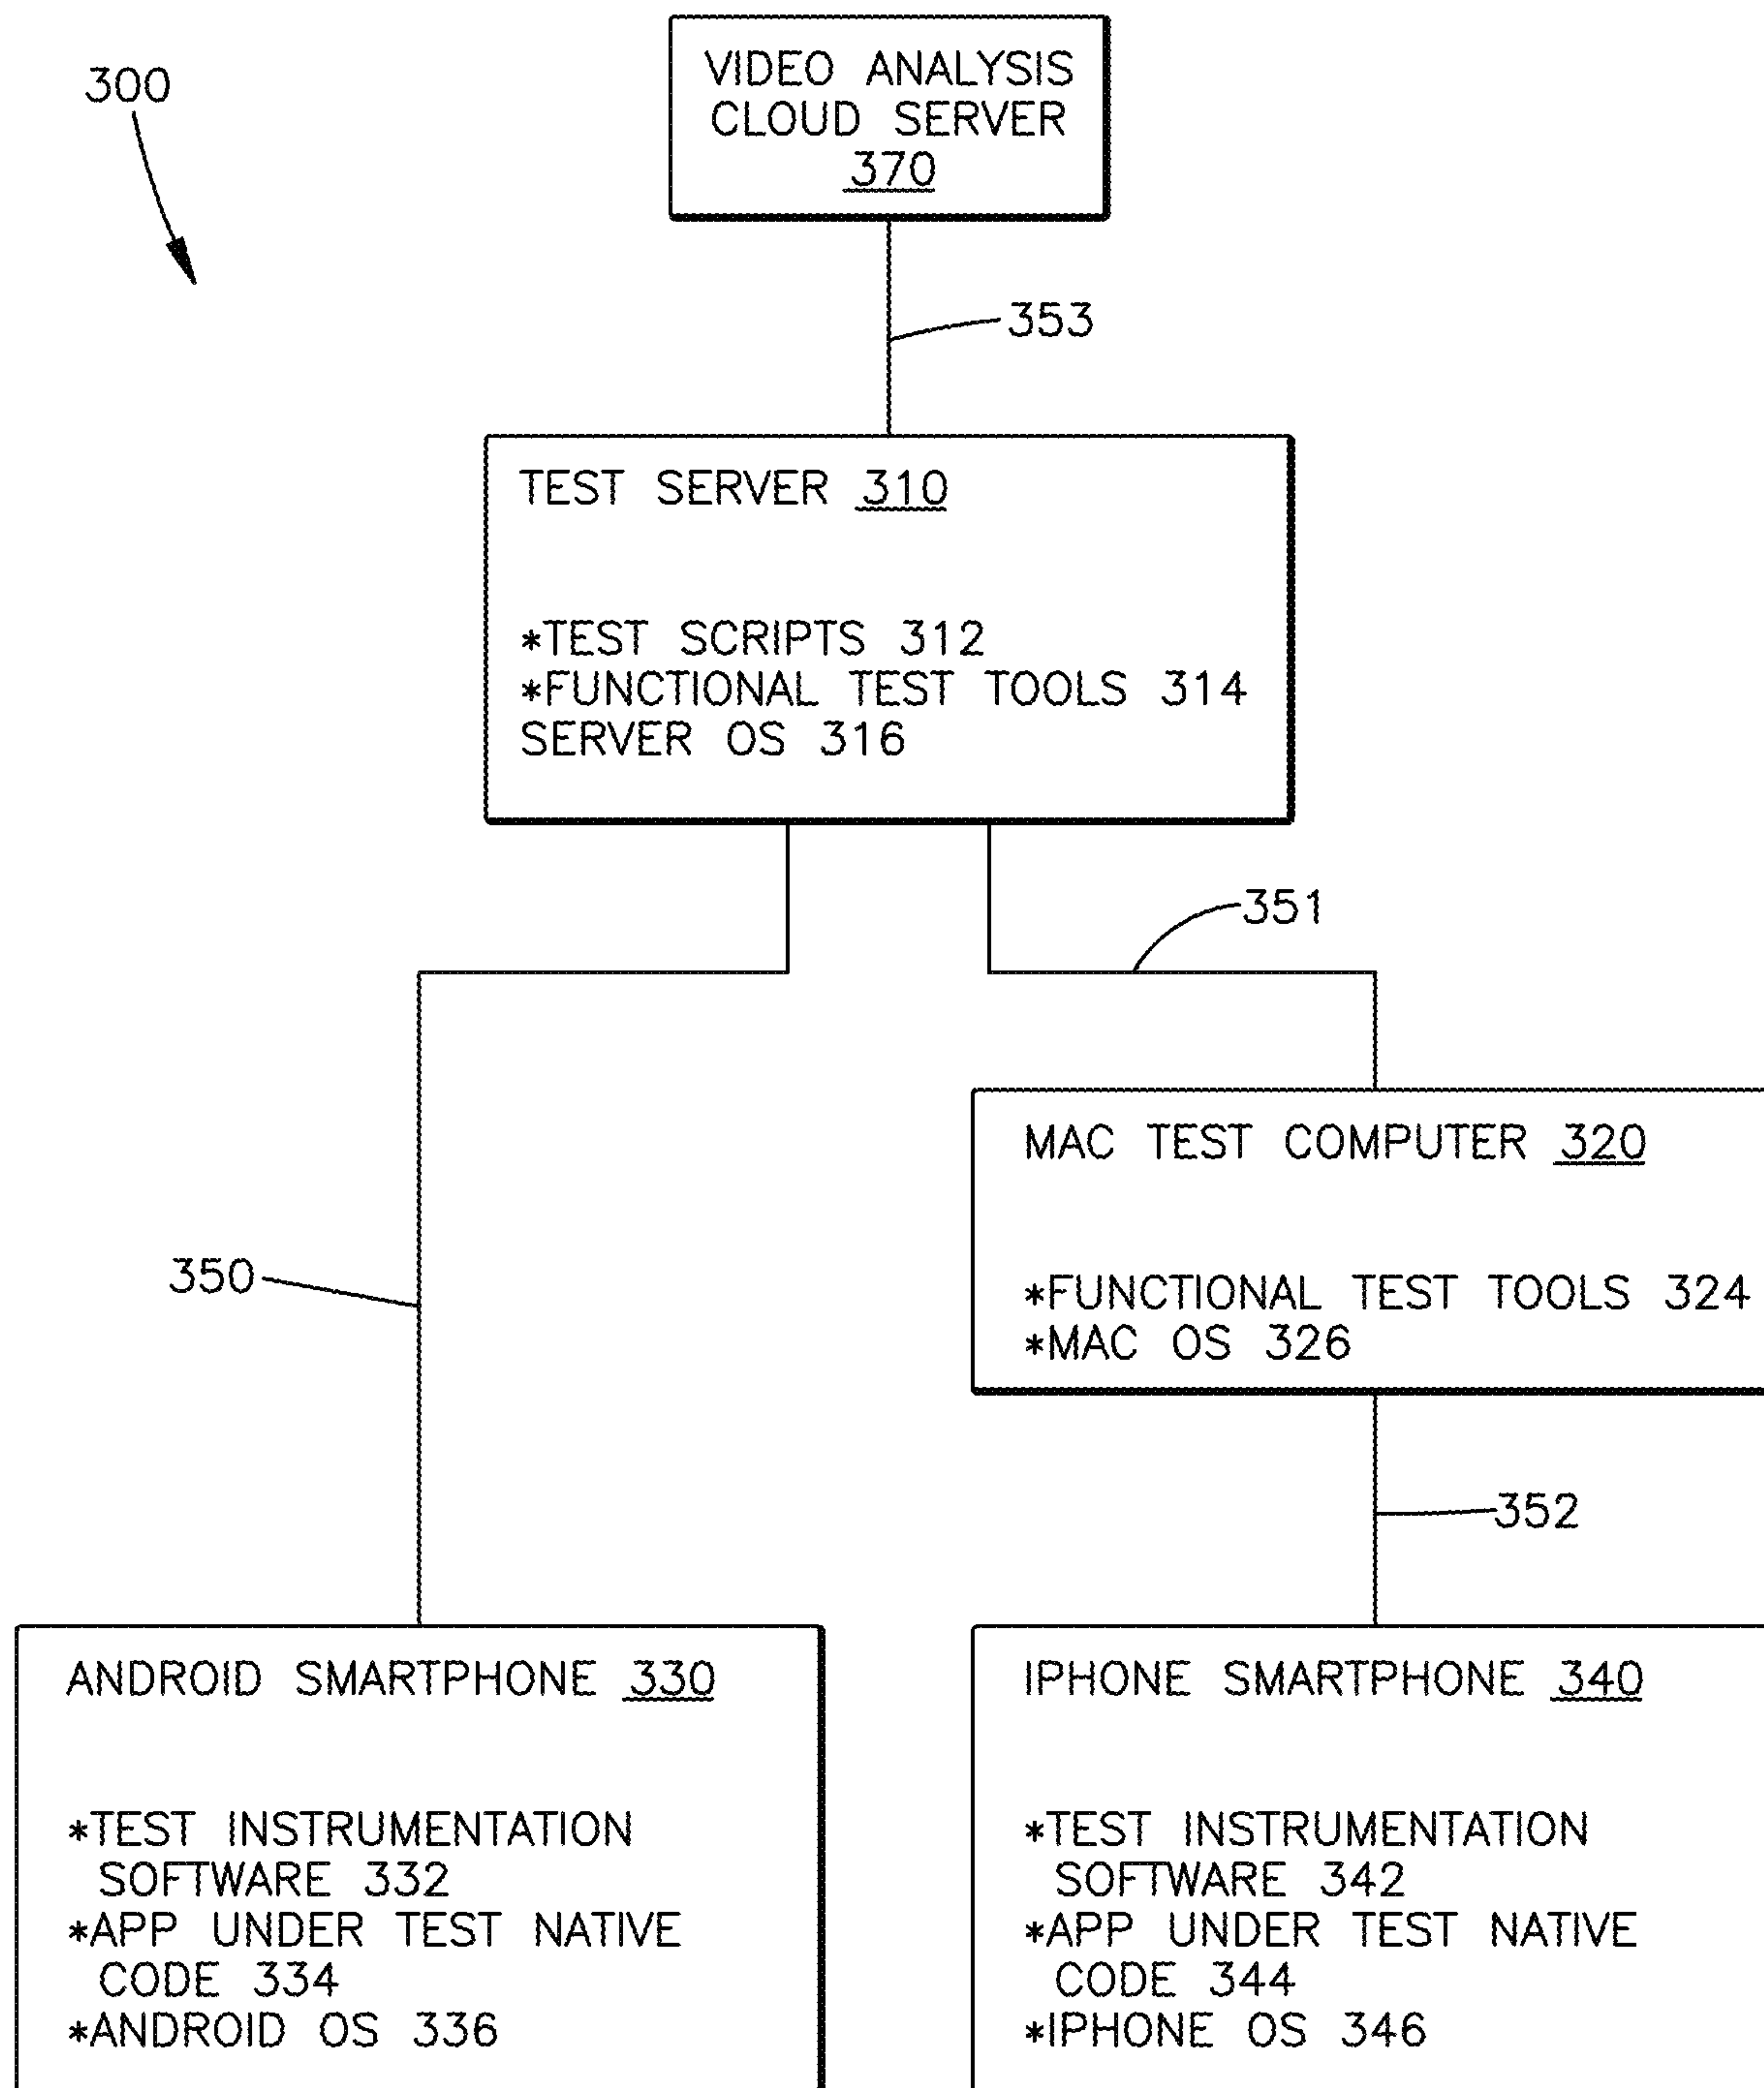 300
VIDEO ANALYSIS
CLOUD SERVER
370
353
TEST SERVER 310
*TEST SCRIPTS 312
*FUNCTIONAL TEST TOOLS 314
SERVER OS 316
351
MAC TEST COMPUTER 320
*FUNCTIONAL TEST TOOLS 324
*MAC OS 326
350
352
ANDROID SMARTPHONE 330
*TEST INSTRUMENTATION
SOFTWARE 332
*APP UNDER TEST NATIVE
CODE 334
*ANDROID OS 336
IPHONE SMARTPHONE 340
*TEST INSTRUMENTATION
SOFTWARE 342
*APP UNDER TEST NATIVE
CODE 344
*IPHONE OS 346